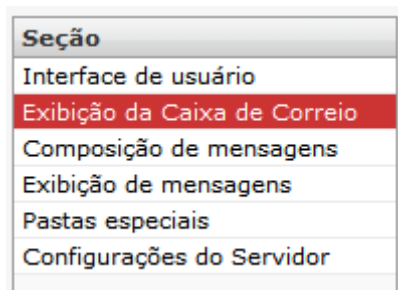 Seção
Interface de usuário
Exibição da Caixa de Correio
Composição de mensagens
Exibição de mensagens
Pastas especiais
Configurações do Servidor